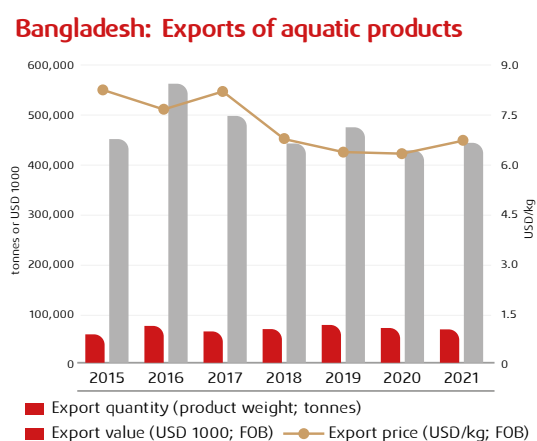 Bangladesh: Exports of aquatic products
600,000
500,000
400,000
300,000
200,000
100,000
0
tonnes or USD 1000
9.0
7.5
6.0
4.5
3.0
1.5
0
USD/kg
2015 2016 2017 2018 2019 2020 2021
Export quantity (product weight; tonnes)
Export value (USD 1000; FOB) Export price (USD/kg; FOB)